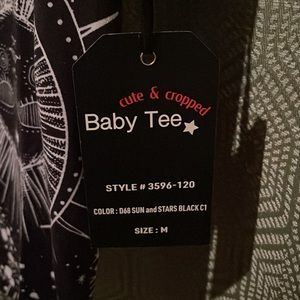 cute & cropped
Baby Tee
STYLE # 3596-120
COLOR : D68 SUN and STARS BLACK C1
SIZE : M